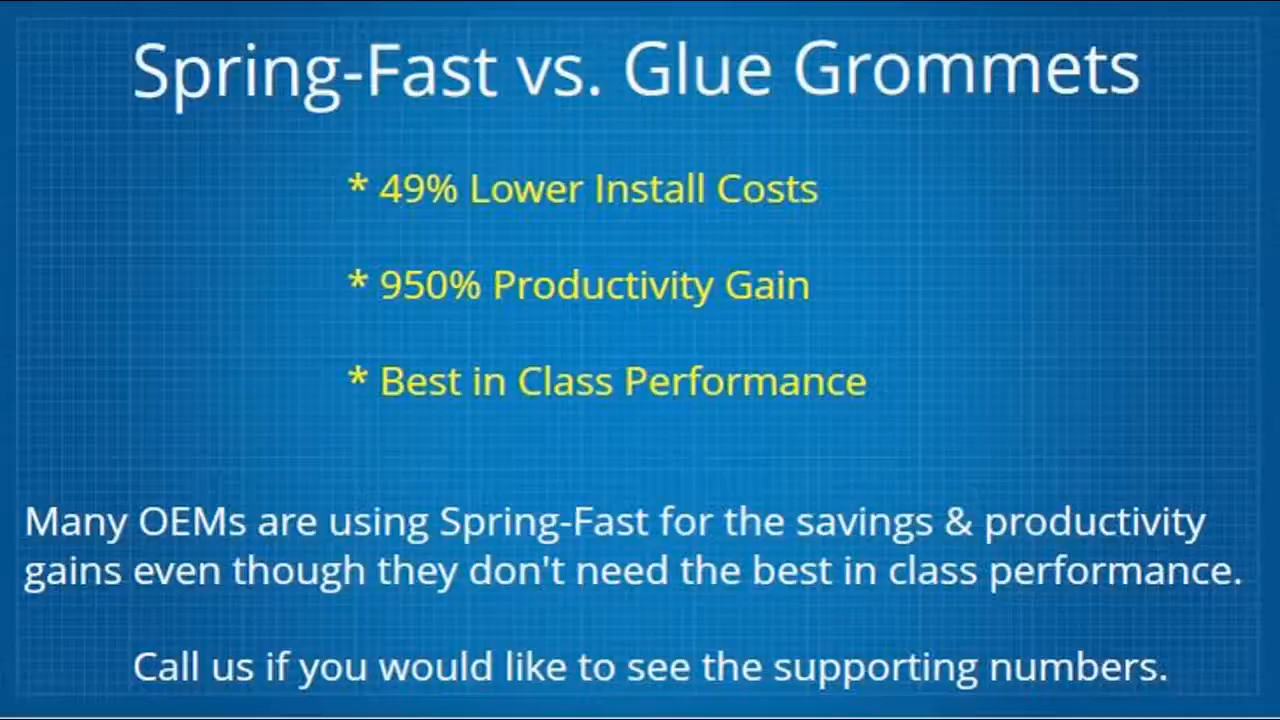 Spring-Fast vs. Glue Grommets
* 49% Lower Install Costs
* 950% Productivity Gain
* Best in Class Performance
Many OEMs are using Spring-Fast for the savings & productivity
gains even though they don't need the best in class performance.
Call us if you would like to see the supporting numbers.